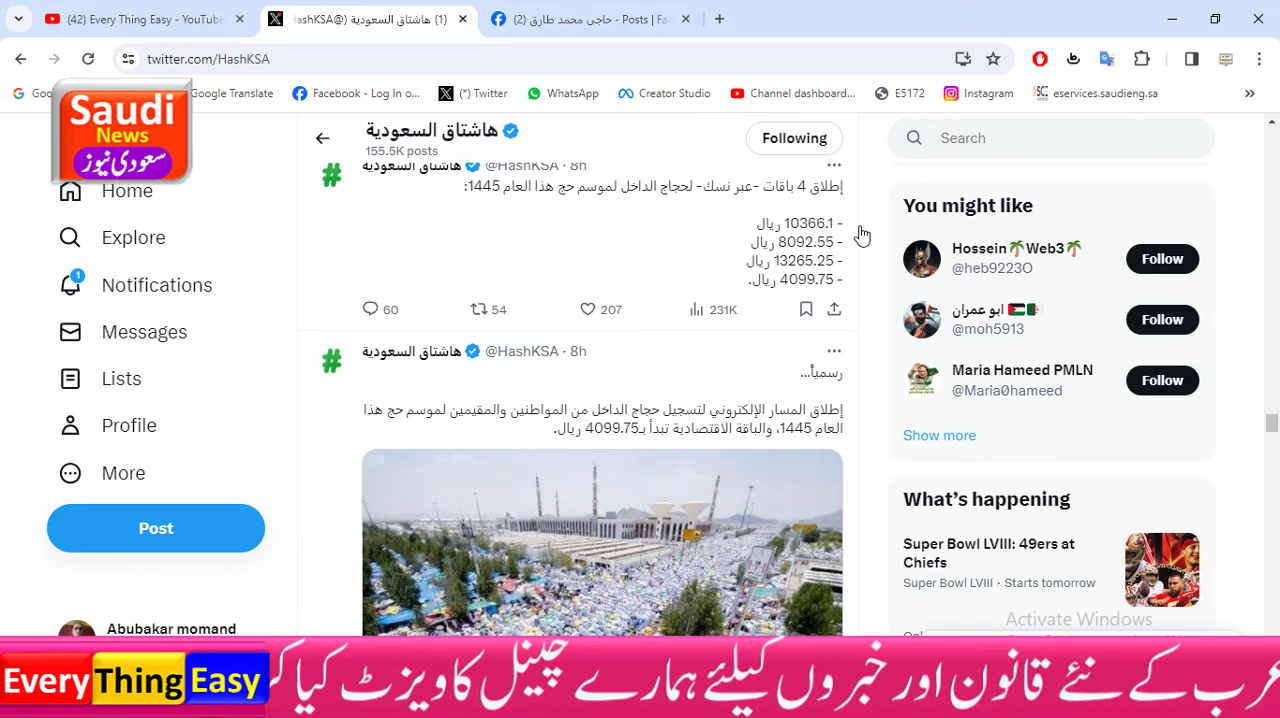 (42) Every Thing Easy - YouTube
(1) هاشتاق السعودية (@HashKSA
(2) حاجی محمد طارق - Posts | Fa
twitter.com/HashKSA
Goo
Google Translate
Facebook - Log In o...
(*) Twitter
WhatsApp
Creator Studio
Channel dashboard...
E5172
Instagram
eservices.saudieng.sa
Saudi
News
سعودی نیوز
Home
Explore
1
Notifications
Messages
Lists
Profile
More
Post
Abubakar momand
هاشتاق السعودية
155.5K posts
Following
هاشتاق السعودية @HashKSA · 8h
إطلاق 4 باقات -عبر نسك- لحجاج الداخل لموسم حج هذا العام 1445:
- 10366.1 ريال
- 8092.55 ريال
- 13265.25 ريال
- 4099.75 ريال.
60 54 207 231K
هاشتاق السعودية @HashKSA · 8h
رسمياً...
إطلاق المسار الإلكتروني لتسجيل حجاج الداخل من المواطنين والمقيمين لموسم حج هذا
العام 1445، والباقة الاقتصادية تبدأ بـ4099.75 ريال.
Search
You might like
Hossein🌴Web3🌴
@heb9223O
Follow
ابو عمران 🇵🇸🇩🇿
@moh5913
Follow
Maria Hameed PMLN
@Maria0hameed
Follow
Show more
What's happening
Super Bowl LVIII: 49ers at
Chiefs
Super Bowl LVIII · Starts tomorrow
Activate Windows
Every Thing Easy
عرب کے نئے قانون اور خبروں کیلئے ہمارے چینل کا ویزٹ کیا ک